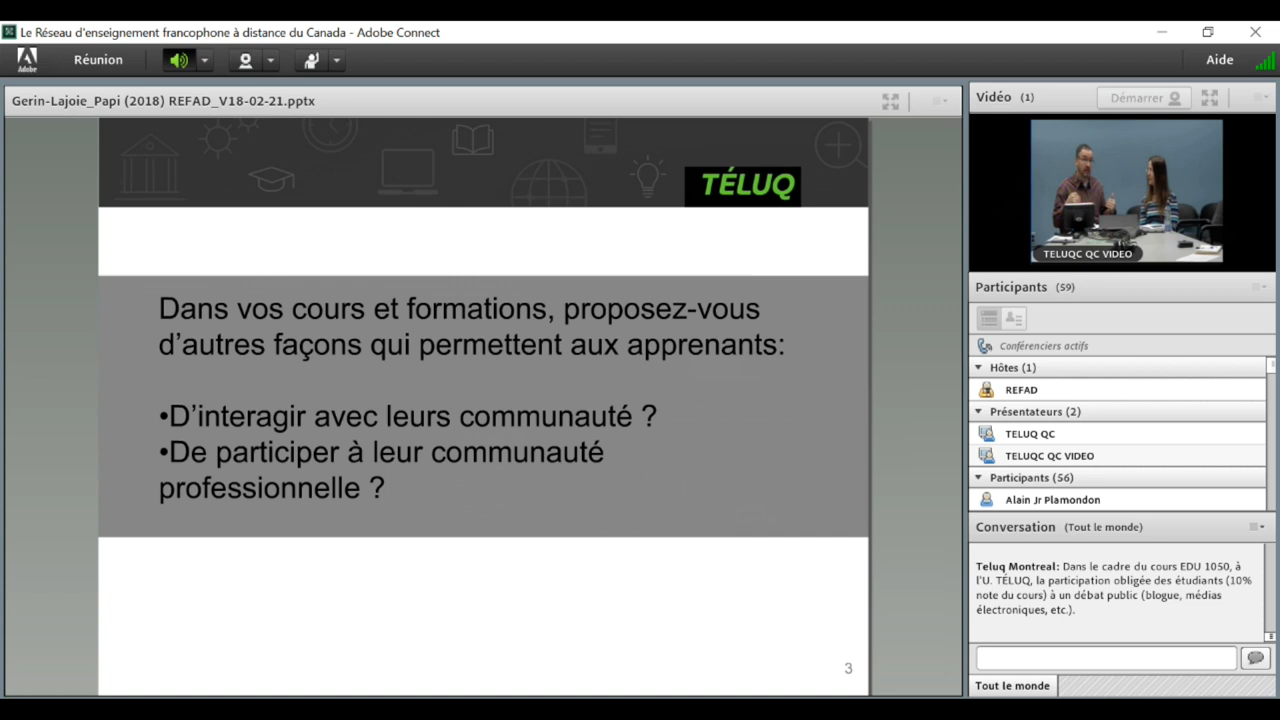 Le Réseau d'enseignement francophone à distance du Canada - Adobe Connect
Adobe
Réunion
Aide
Gerin-Lajoie_Papi (2018) REFAD_V18-02-21.pptx
TÉLUQ
Dans vos cours et formations, proposez-vous
d'autres façons qui permettent aux apprenants:
•D'interagir avec leurs communauté ?
•De participer à leur communauté
professionnelle ?
3
Vidéo (1)
Démarrer
TELUQC QC VIDEO
Participants (59)
Conférenciers actifs
Hôtes (1)
REFAD
Présentateurs (2)
TELUQ QC
TELUQC QC VIDEO
Participants (56)
Alain Jr Plamondon
Conversation (Tout le monde)
Teluq Montreal: Dans le cadre du cours EDU 1050, à
l'U. TÉLUQ, la participation obligée des étudiants (10%
note du cours) à un débat public (blogue, médias
électroniques, etc.).
Tout le monde